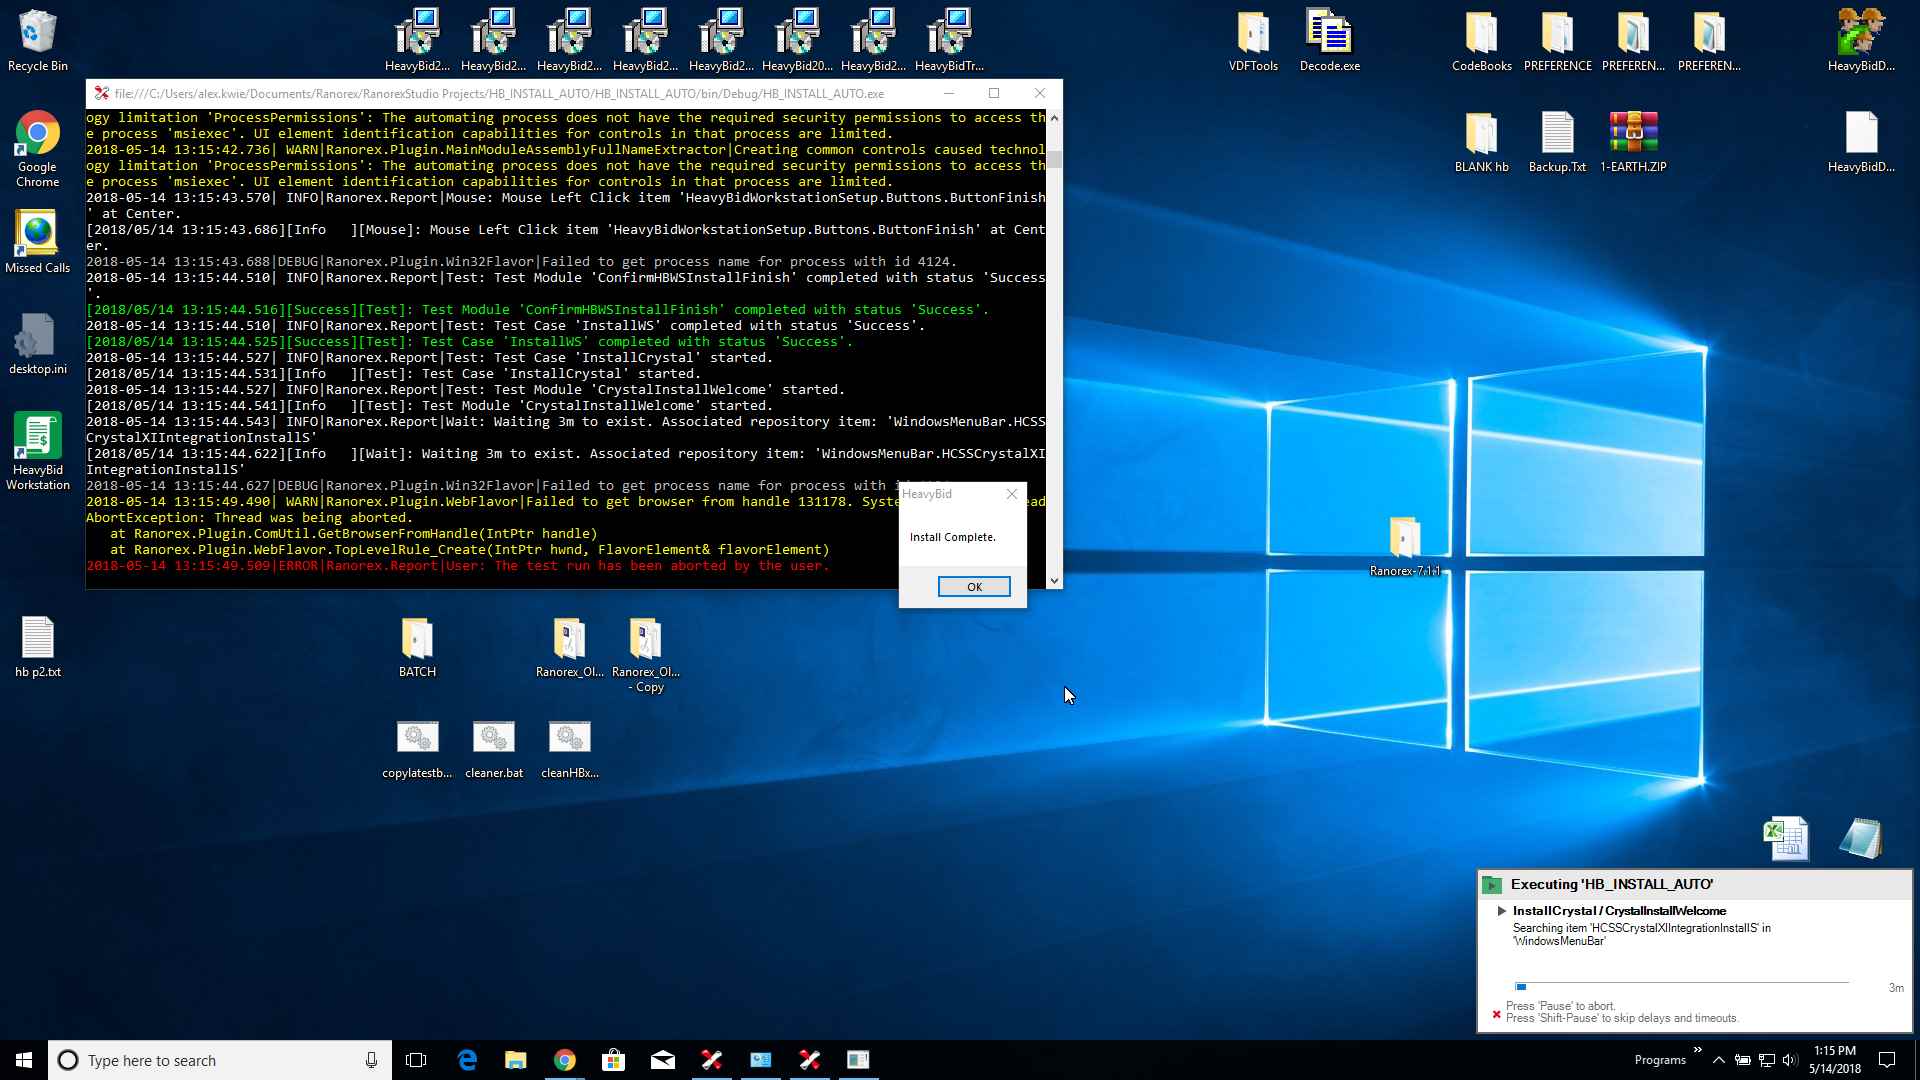 Recycle Bin
HeavyBid2...
HeavyBid2...
HeavyBid2...
HeavyBid2...
HeavyBid2...
HeavyBid20...
HeavyBid2...
HeavyBidTr...
VDFTools
Decode.exe
CodeBooks
PREFERENCE
PREFEREN...
PREFEREN...
HeavyBidD...
file:///C:/Users/alex.kwie/Documents/Ranorex/RanorexStudio Projects/HB_INSTALL_AUTO/HB_INSTALL_AUTO/bin/Debug/HB_INSTALL_AUTO.exe
ogy limitation 'ProcessPermissions': The automating process does not have the required security permissions to access th
e process 'msiexec'. UI element identification capabilities for controls in that process are limited.
2018-05-14 13:15:42.736| WARN|Ranorex.Plugin.MainModuleAssemblyFullNameExtractor|Creating common controls caused technol
ogy limitation 'ProcessPermissions': The automating process does not have the required security permissions to access th
e process 'msiexec'. UI element identification capabilities for controls in that process are limited.
2018-05-14 13:15:43.570| INFO|Ranorex.Report|Mouse: Mouse Left Click item 'HeavyBidWorkstationSetup.Buttons.ButtonFinish
' at Center.
[2018/05/14 13:15:43.686][Info   ][Mouse]: Mouse Left Click item 'HeavyBidWorkstationSetup.Buttons.ButtonFinish' at Cent
er.
2018-05-14 13:15:43.688|DEBUG|Ranorex.Plugin.Win32Flavor|Failed to get process name for process with id 4124.
2018-05-14 13:15:44.510| INFO|Ranorex.Report|Test: Test Module 'ConfirmHBWSInstallFinish' completed with status 'Success
'.
[2018/05/14 13:15:44.516][Success][Test]: Test Module 'ConfirmHBWSInstallFinish' completed with status 'Success'.
2018-05-14 13:15:44.510| INFO|Ranorex.Report|Test: Test Case 'InstallWS' completed with status 'Success'.
[2018/05/14 13:15:44.525][Success][Test]: Test Case 'InstallWS' completed with status 'Success'.
2018-05-14 13:15:44.527| INFO|Ranorex.Report|Test: Test Case 'InstallCrystal' started.
[2018/05/14 13:15:44.531][Info   ][Test]: Test Case 'InstallCrystal' started.
2018-05-14 13:15:44.527| INFO|Ranorex.Report|Test: Test Module 'CrystalInstallWelcome' started.
[2018/05/14 13:15:44.541][Info   ][Test]: Test Module 'CrystalInstallWelcome' started.
2018-05-14 13:15:44.543| INFO|Ranorex.Report|Wait: Waiting 3m to exist. Associated repository item: 'WindowsMenuBar.HCSS
CrystalXIIntegrationInstallS'
[2018/05/14 13:15:44.622][Info   ][Wait]: Waiting 3m to exist. Associated repository item: 'WindowsMenuBar.HCSSCrystalXI
IntegrationInstallS'
2018-05-14 13:15:44.627|DEBUG|Ranorex.Plugin.Win32Flavor|Failed to get process name for process with
2018-05-14 13:15:49.490| WARN|Ranorex.Plugin.WebFlavor|Failed to get browser from handle 131178. Syste ead
AbortException: Thread was being aborted.
   at Ranorex.Plugin.ComUtil.GetBrowserFromHandle(IntPtr handle)
   at Ranorex.Plugin.WebFlavor.TopLevelRule_Create(IntPtr hwnd, FlavorElement& flavorElement)
2018-05-14 13:15:49.509|ERROR|Ranorex.Report|User: The test run has been aborted by the user.
HeavyBid
Install Complete.
OK
Google
Chrome
Missed Calls
desktop.ini
HeavyBid
Workstation
hb p2.txt
BLANK hb
Backup.Txt
1-EARTH.ZIP
HeavyBidD...
Ranorex-7.1.1
BATCH
Ranorex_Ol...
Ranorex_Ol...
- Copy
copylatestb...
cleaner.bat
cleanHBx...
Executing 'HB_INSTALL_AUTO'
InstallCrystal / CrystalInstallWelcome
Searching item 'HCSSCrystalXIIntegrationInstallS' in
'WindowsMenuBar'
3m
Press 'Pause' to abort.
Press 'Shift-Pause' to skip delays and timeouts.
Type here to search
Programs
1:15 PM
5/14/2018